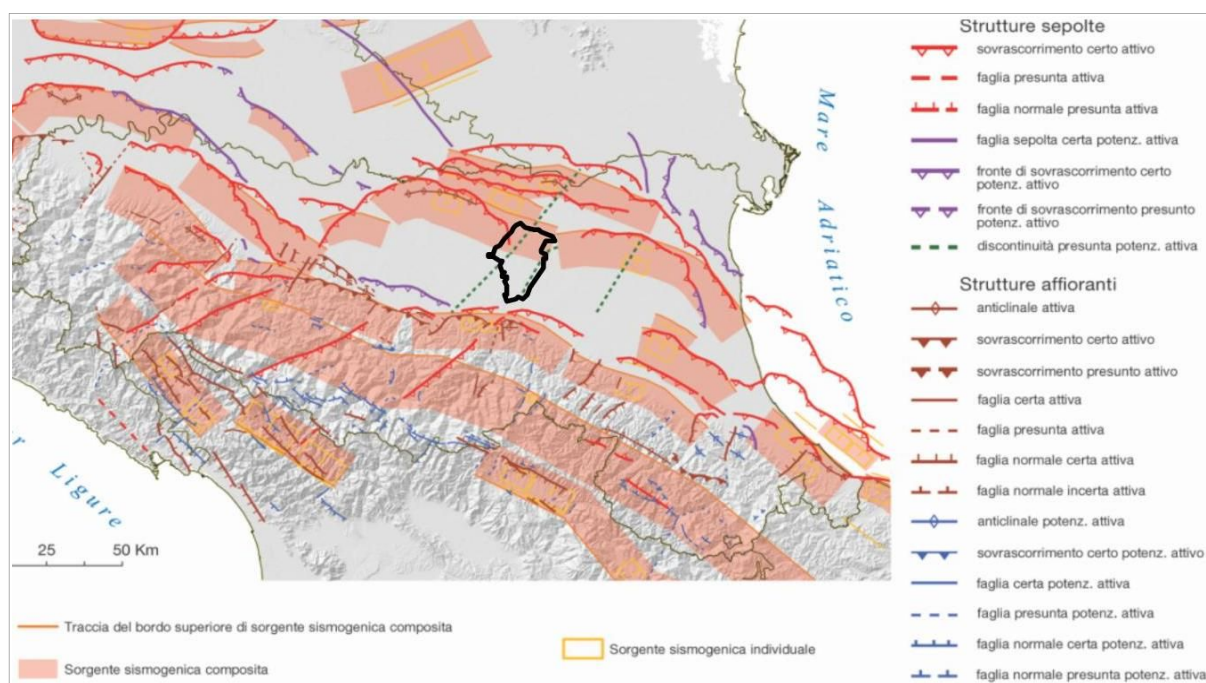 Strutture sepolte
sovrascorrimento certo attivo
faglia presunta attiva
faglia normale presunta attiva
faglia sepolta certa potenz. attiva
fronte di sovrascorrimento certo
potenz. attivo
fronte di sovrascorrimento presunto
potenz. attivo
discontinuità presunta potenz. attiva
Strutture affioranti
anticlinale attiva
sovrascorrimento certo attivo
sovrascorrimento presunto attivo
faglia certa attiva
faglia presunta attiva
faglia normale certa attiva
faglia normale incerta attiva
anticlinale potenz. attiva
sovrascorrimento certo potenz. attivo
faglia certa potenz. attiva
faglia presunta potenz. attiva
faglia normale certa potenz. attiva
faglia normale presunta potenz. attiva
Mare Adriatico
Ligure
25 50 Km
Traccia del bordo superiore di sorgente sismogenica composita
Sorgente sismogenica composita
Sorgente sismogenica individuale